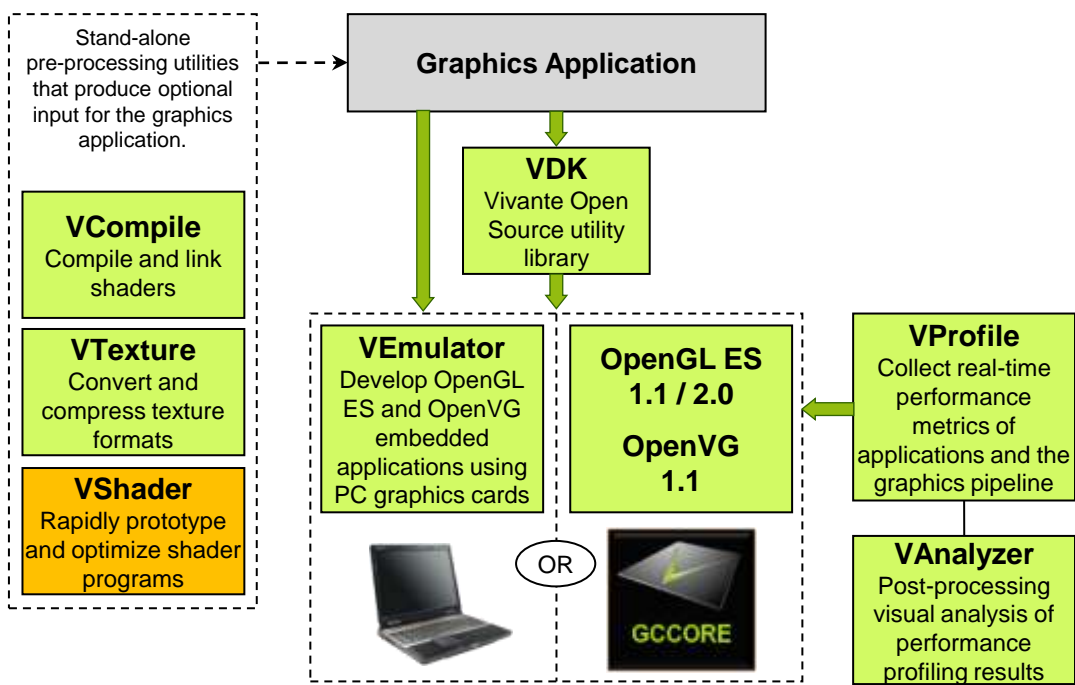 Stand-alone
pre-processing utilities
that produce optional
input for the graphics
application.
VCompile
Compile and link
shaders
VTexture
Convert and
compress texture
formats
VShader
Rapidly prototype
and optimize shader
programs
Graphics Application
VDK
Vivante Open
Source utility
library
VEmulator
Develop OpenGL
ES and OpenVG
embedded
applications using
PC graphics cards
OpenGL ES
1.1 / 2.0
OpenVG
1.1
OR
GCCORE
VProfile
Collect real-time
performance
metrics of
applications and the
graphics pipeline
VAnalyzer
Post-processing
visual analysis of
performance
profiling results